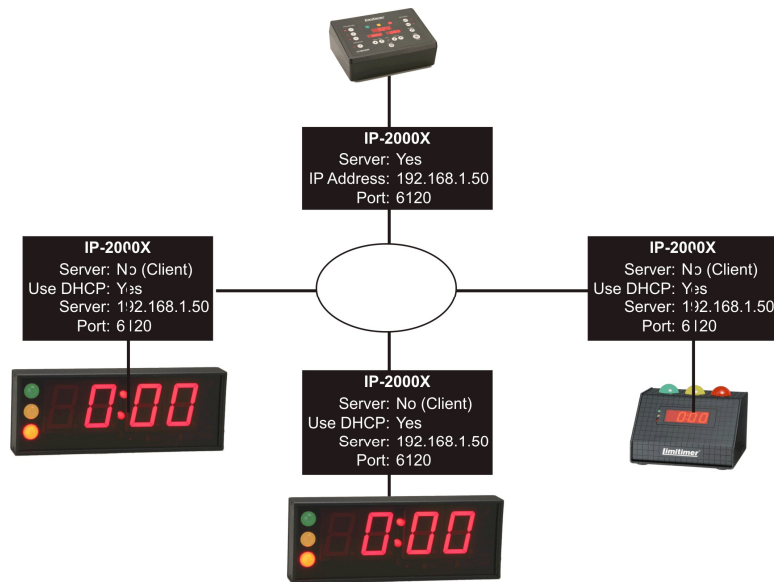 limitimer
IP-2000X
Server: Yes
IP Address: 192.168.1.50
Port: 6120
IP-2000X
Server: No (Client)
Use DHCP: Yes
Server: 192.168.1.50
Port: 6120
IP-2000X
Server: No (Client)
Use DHCP: Yes
Server: 192.168.1.50
Port: 6120
0:00
IP-2000X
Server: No (Client)
Use DHCP: Yes
Server: 192.168.1.50
Port: 6120
0:00
limitimer
0:00